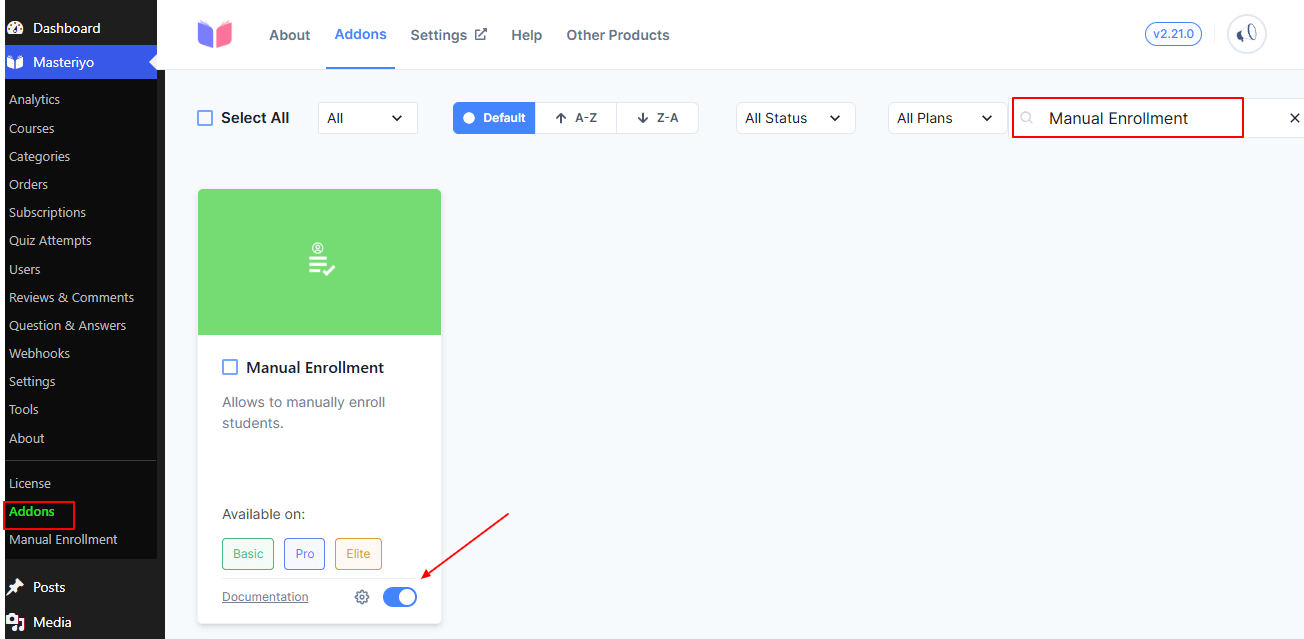 Dashboard
Masteriyo
Analytics
Courses
Categories
Orders
Subscriptions
Quiz Attempts
Users
Reviews & Comments
Question & Answers
Webhooks
Settings
Tools
About
License
Addons
Manual Enrollment
Posts
Media
About
Addons
Settings
Help
Other Products
v2.21.0
Select All
All
Default
A-Z
Z-A
All Status
All Plans
Manual Enrollment
Manual Enrollment
Allows to manually enroll
students.
Available on:
Basic
Pro
Elite
Documentation